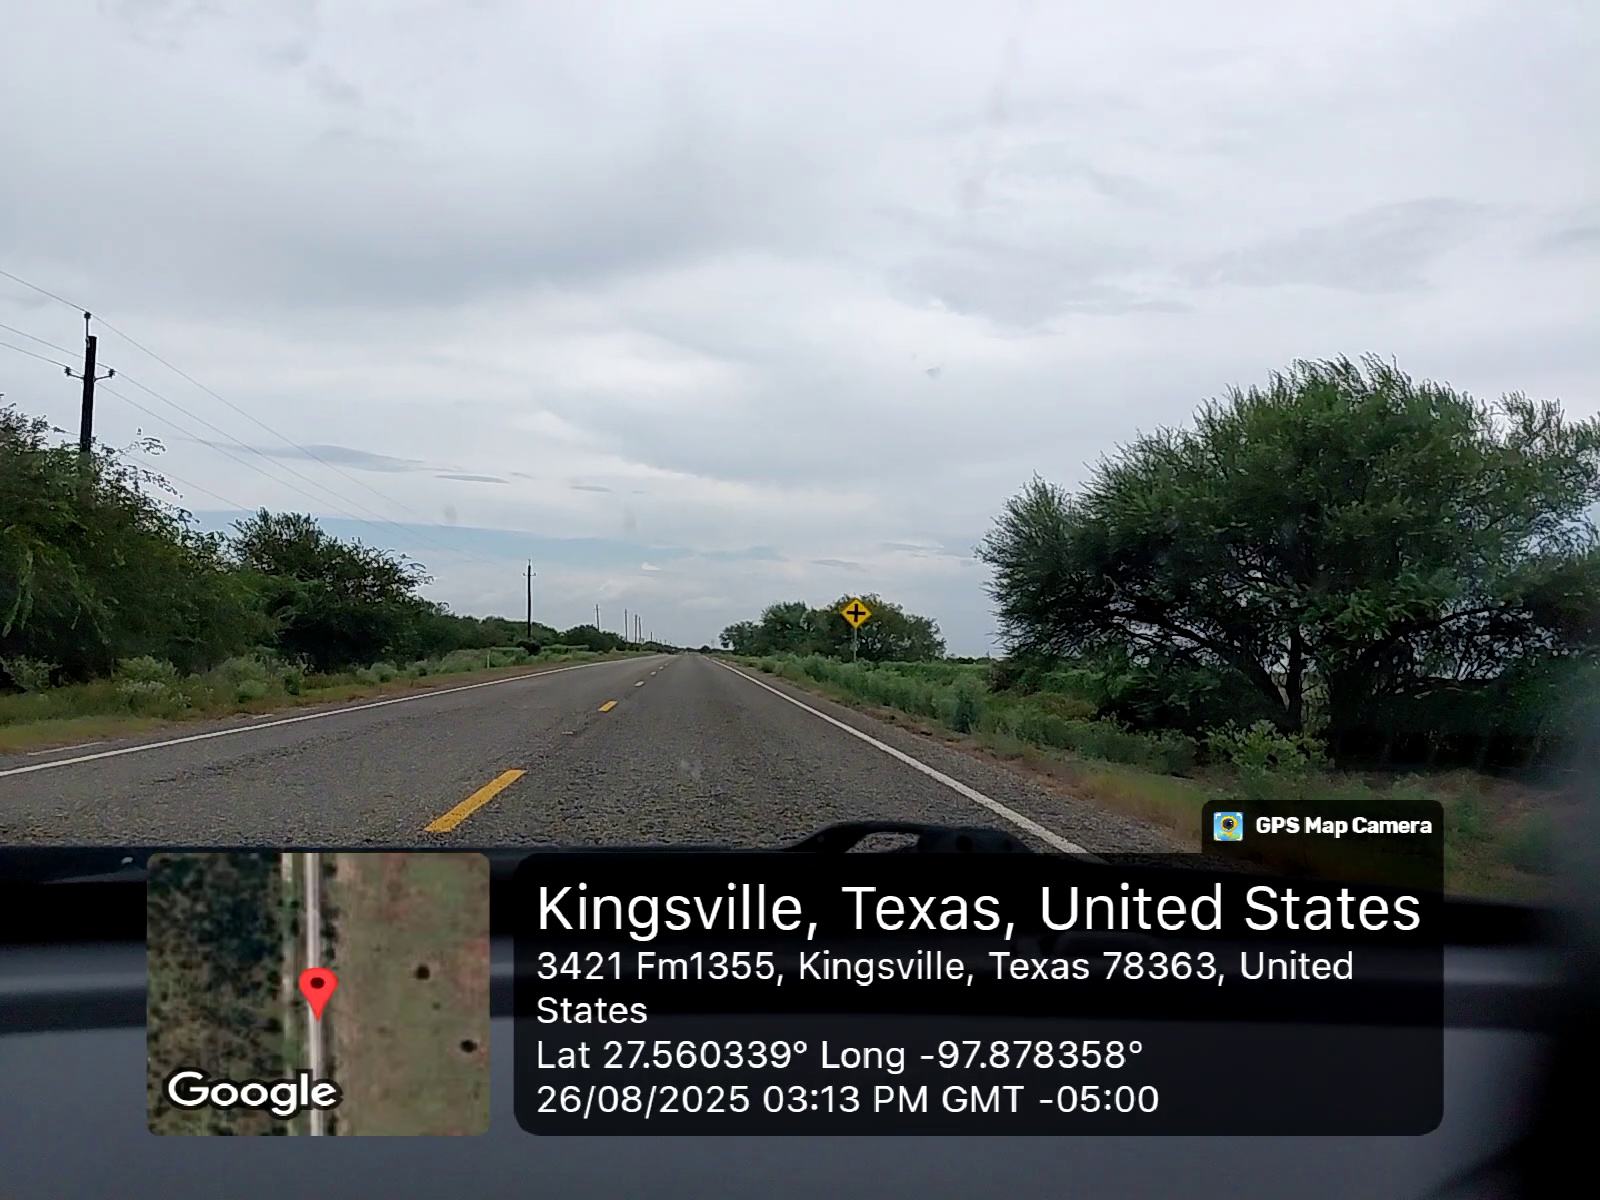 GPS Map Camera
Kingsville, Texas, United States
3421 Fm1355, Kingsville, Texas 78363, United
States
Lat 27.560339° Long -97.878358°
26/08/2025 03:13 PM GMT -05:00
Google